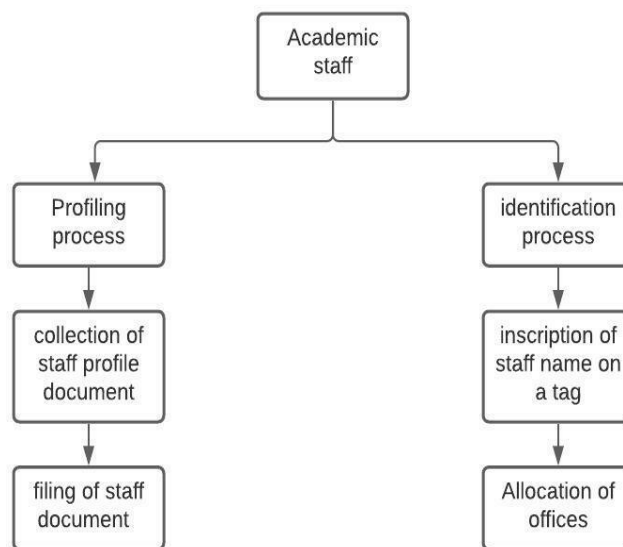 Academic
staff
Profiling
process
collection of
staff profile
document
filing of staff
document
identification
process
inscription of
staff name on
a tag
Allocation of
offices